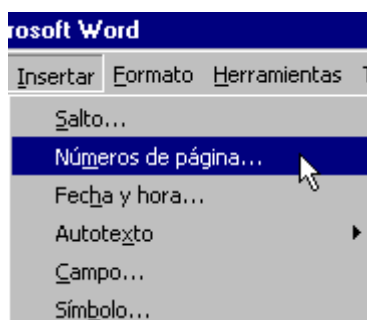 rosoft Word
Insertar Formato Herramientas T
Salto...
Números de página...
Fecha y hora...
Autotexto
Campo...
Símbolo...